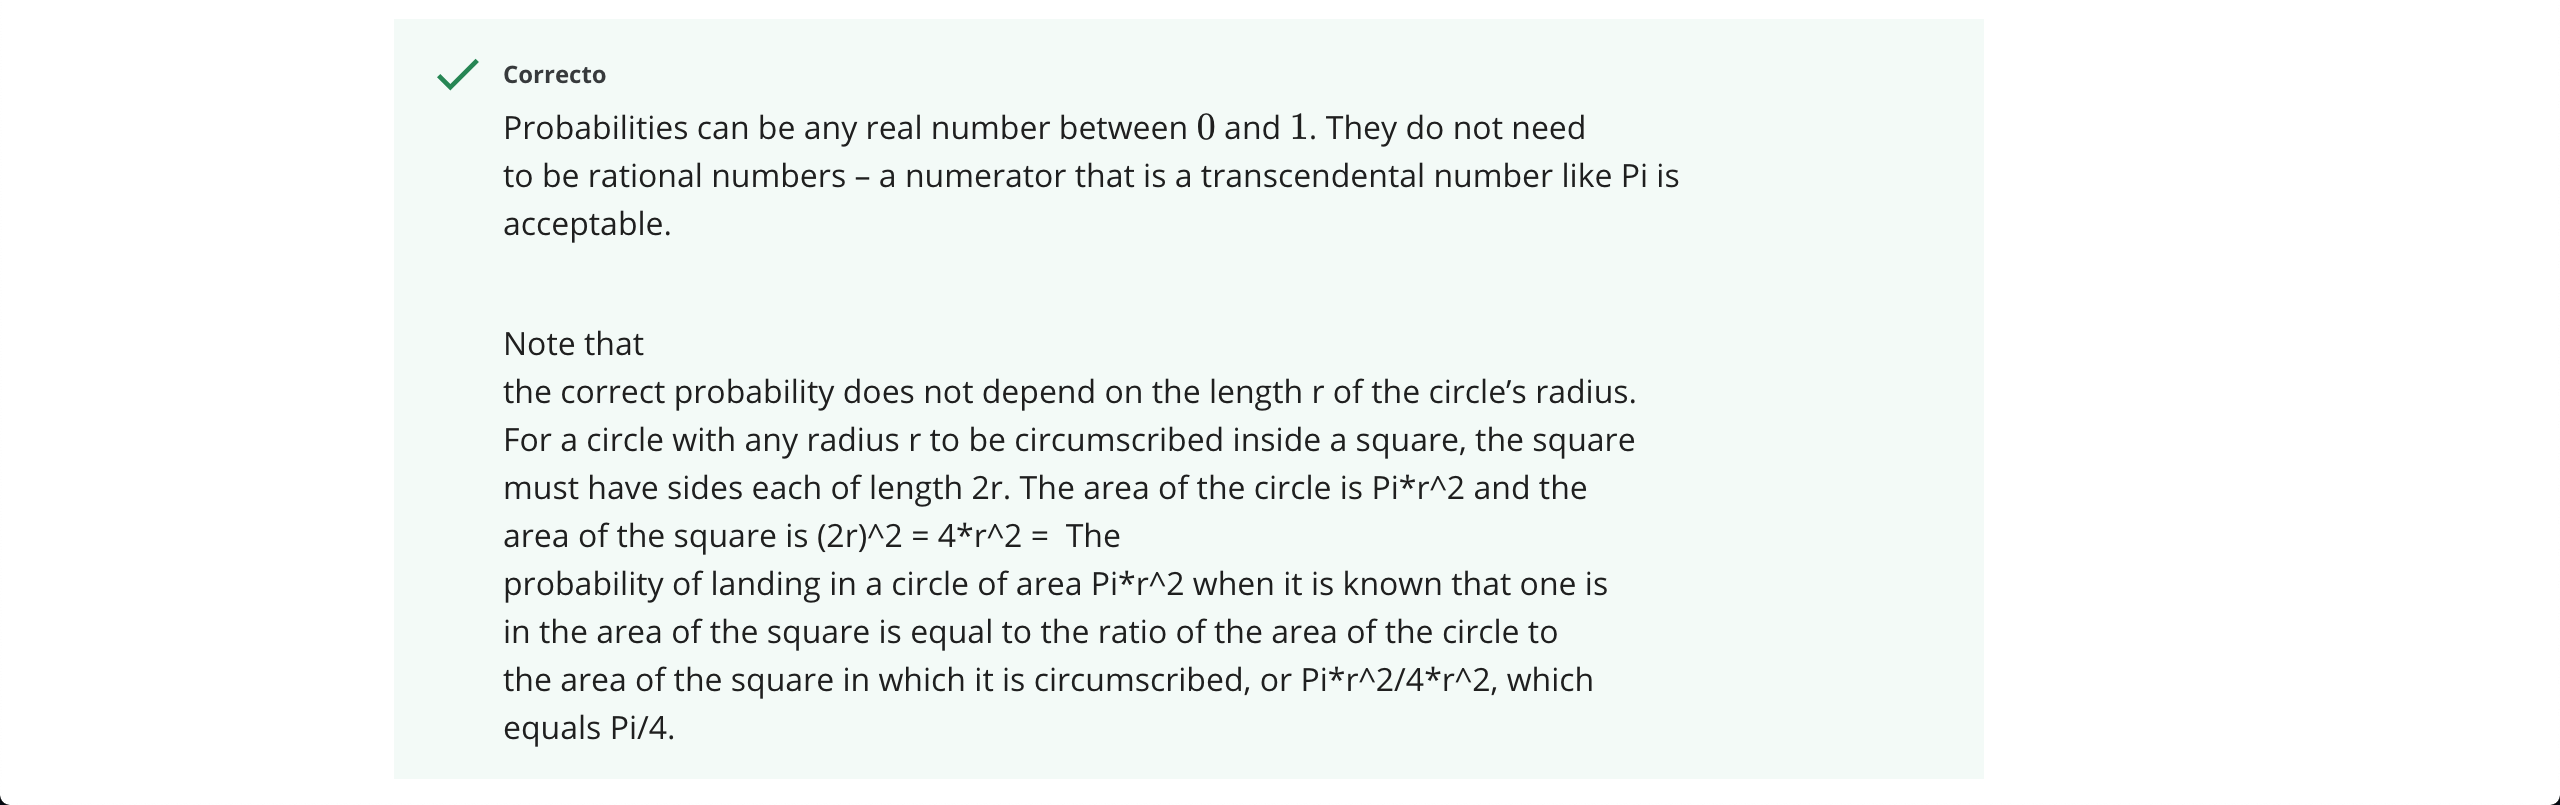 Correcto
Probabilities can be any real number between 0 and 1. They do not need
to be rational numbers – a numerator that is a transcendental number like Pi is
acceptable.
Note that
the correct probability does not depend on the length r of the circle’s radius.
For a circle with any radius r to be circumscribed inside a square, the square
must have sides each of length 2r. The area of the circle is Pi*r^2 and the
area of the square is (2r)^2 = 4*r^2 =  The
probability of landing in a circle of area Pi*r^2 when it is known that one is
in the area of the square is equal to the ratio of the area of the circle to
the area of the square in which it is circumscribed, or Pi*r^2/4*r^2, which
equals Pi/4.